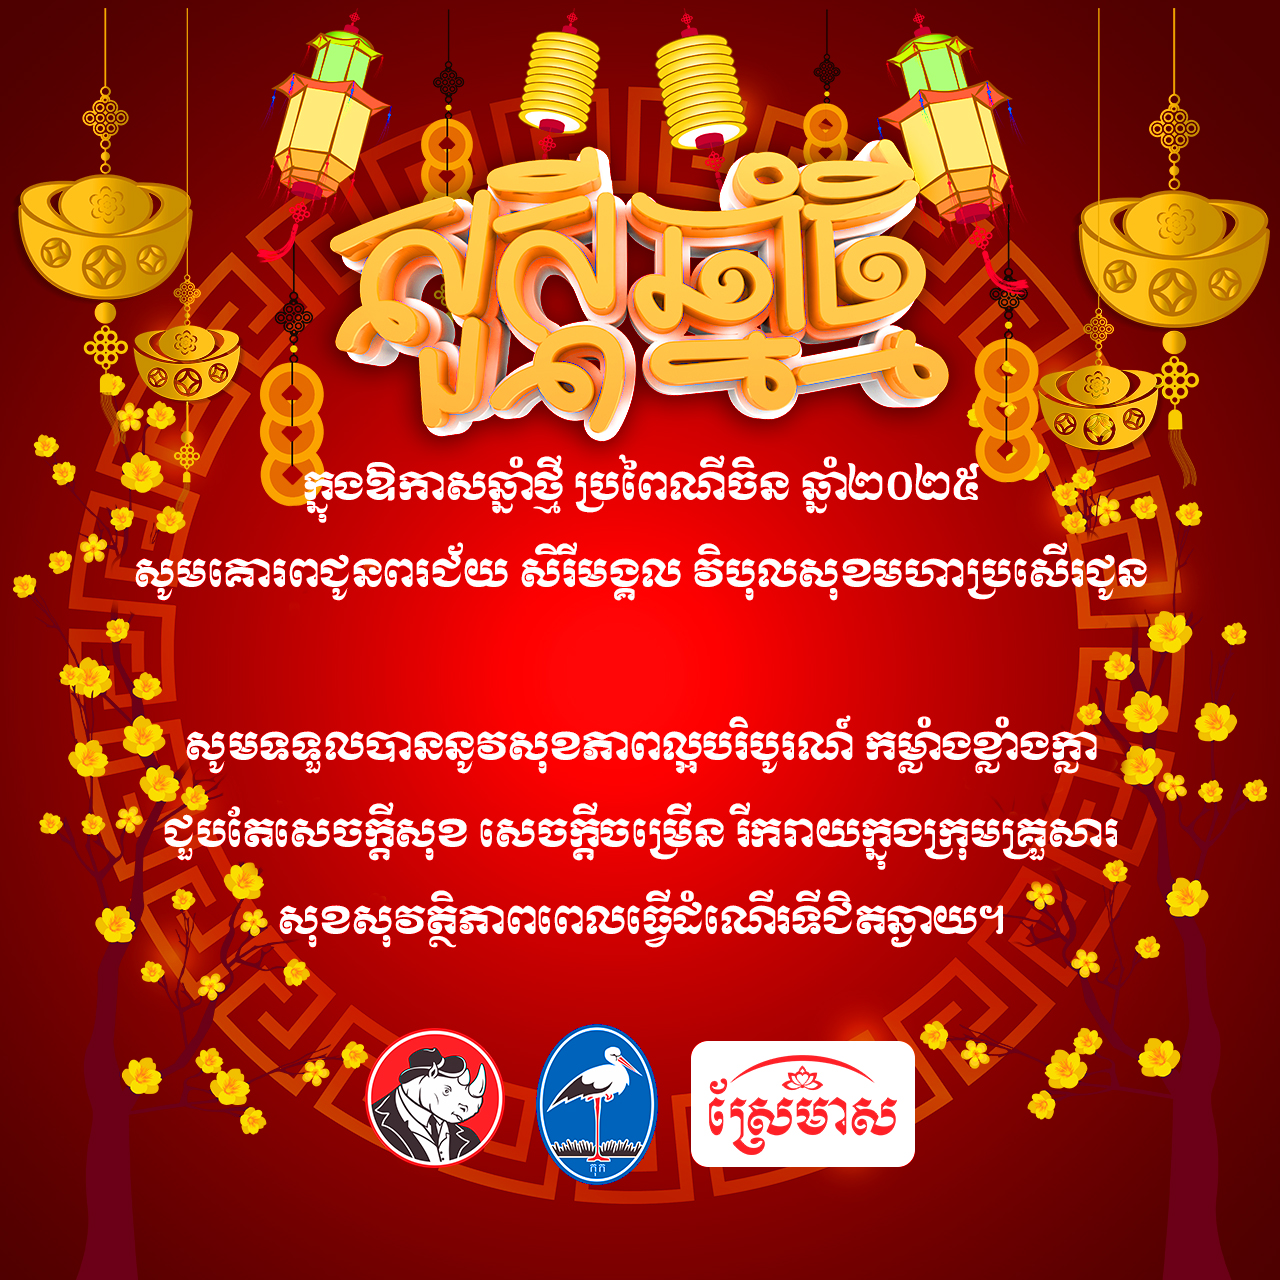 សួស្តីឆ្នាំថ្មី
ក្នុងឱកាសឆ្នាំថ្មី ប្រពៃណីចិន ឆ្នាំ២០២៥
សូមគោរពជូនពរជ័យ សិរីមង្គល វិបុលសុខមហាប្រសើរជូន
សូមទទួលបាននូវសុខភាពល្អបរិបូរណ៍ កម្លាំងខ្លាំងក្លា
ជួបតែសេចក្តីសុខ សេចក្តីចម្រើន រីករាយក្នុងក្រុមគ្រួសារ
សុខសុវត្ថិភាពពេលធ្វើដំណើរទីជិតឆ្ងាយ។
កុក
ស្រែមាស